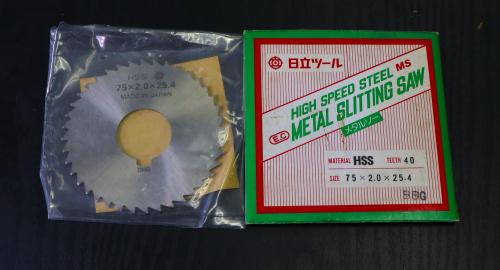 HSS
75×2.0×25.4
MADE IN JAPAN
日立ツール
HIGH SPEED STEEL MS
E.C METAL SLITTING SAW
メタルソー
MATERIAL HSS TEETH 40
SIZE 75×2.0×25.4